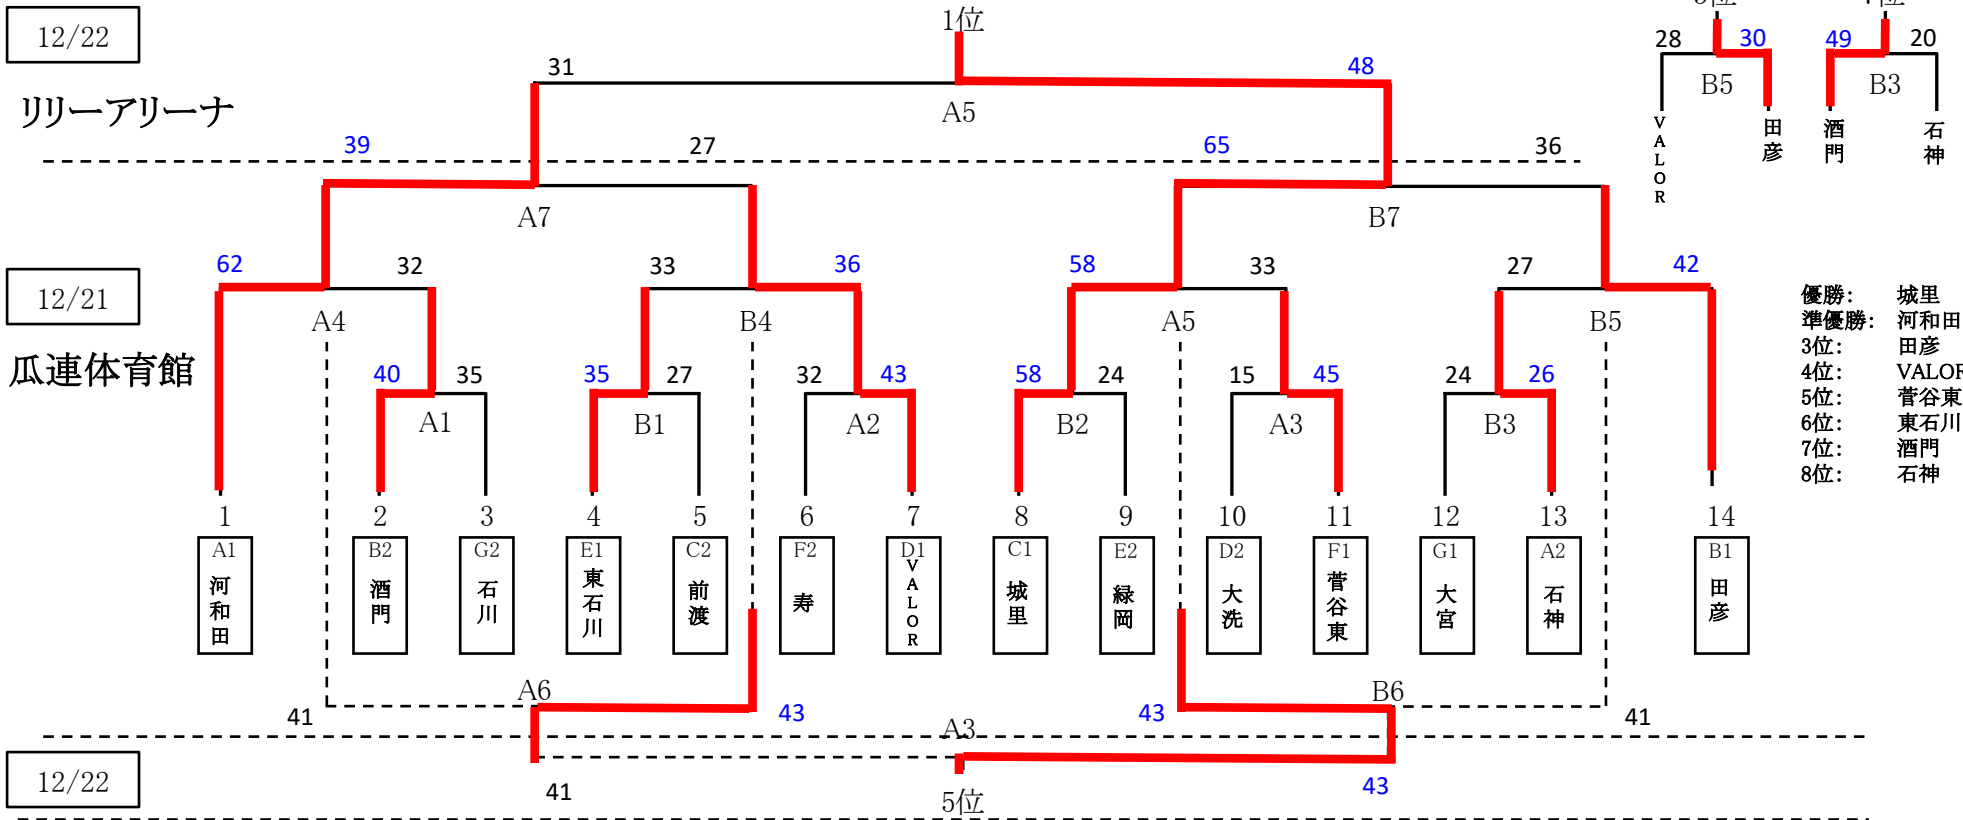 12/22
1位
3位
28 30 49 20
31 48
B5 B3
リリーアリーナ
A5
VALOR 田彦 酒門 石神
39 27 65 36
A7 B7
62 32 33 36 58 33 27 42
12/21
優勝： 城里
A4 B4 A5 B5
準優勝： 河和田
3位： 田彦
瓜連体育館
40 35 35 27 32 43 58 24 15 45 24 26
4位： VALOR
5位： 菅谷東
A1 B1 A2 B2 A3 B3
6位： 東石川
7位： 酒門
8位： 石神
1 2 3 4 5 6 7 8 9 10 11 12 13 14
A1 B2 G2 E1 C2 F2 D1 C1 E2 D2 F1 G1 A2 B1
河和田 酒門 石川 東石川 前渡 寿 VALOR 城里 緑岡 大洗 菅谷東 大宮 石神 田彦
A6 B6
41 43 43 41
A3
12/22
41 43
5位